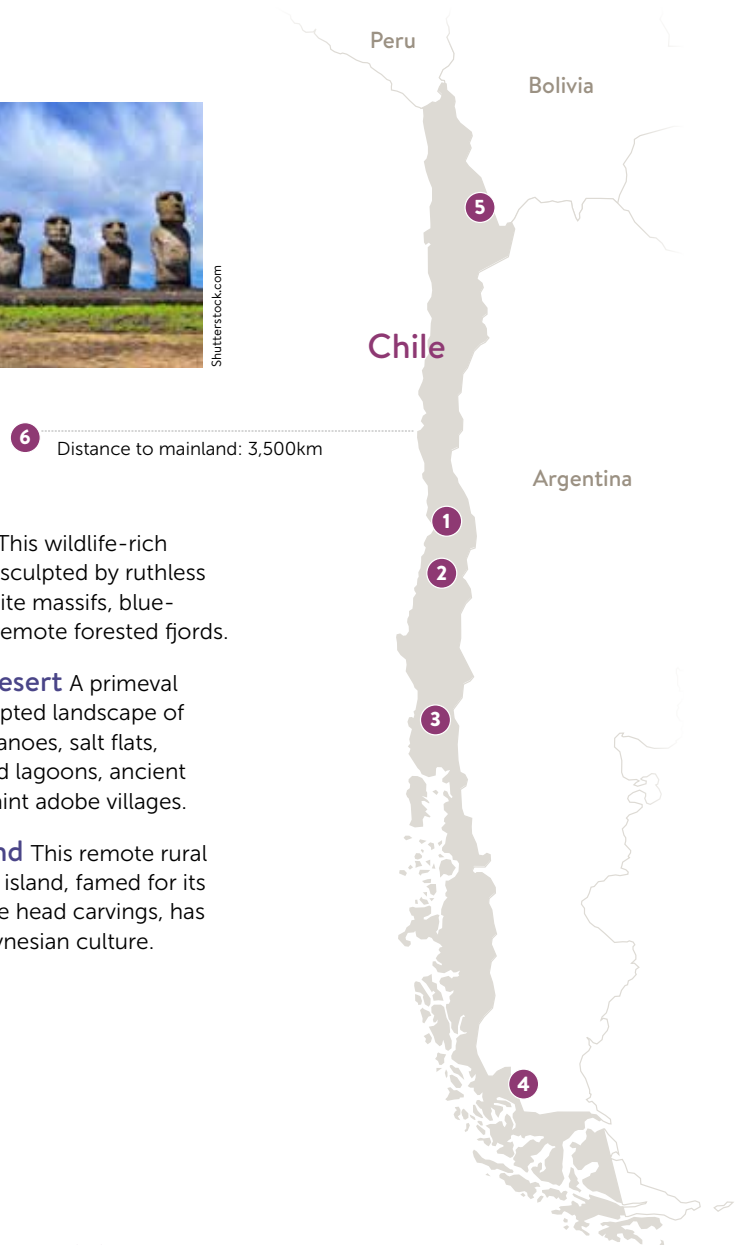 Peru
Bolivia
5
Shutterstock.com
Chile
6
Distance to mainland: 3,500km
Argentina
1
2
3
4
This wildlife-rich
sculpted by ruthless
ite massifs, blue-
emote forested fjords.
esert A primeval
pted landscape of
anoes, salt flats,
d lagoons, ancient
int adobe villages.
nd This remote rural
island, famed for its
e head carvings, has
ynesian culture.